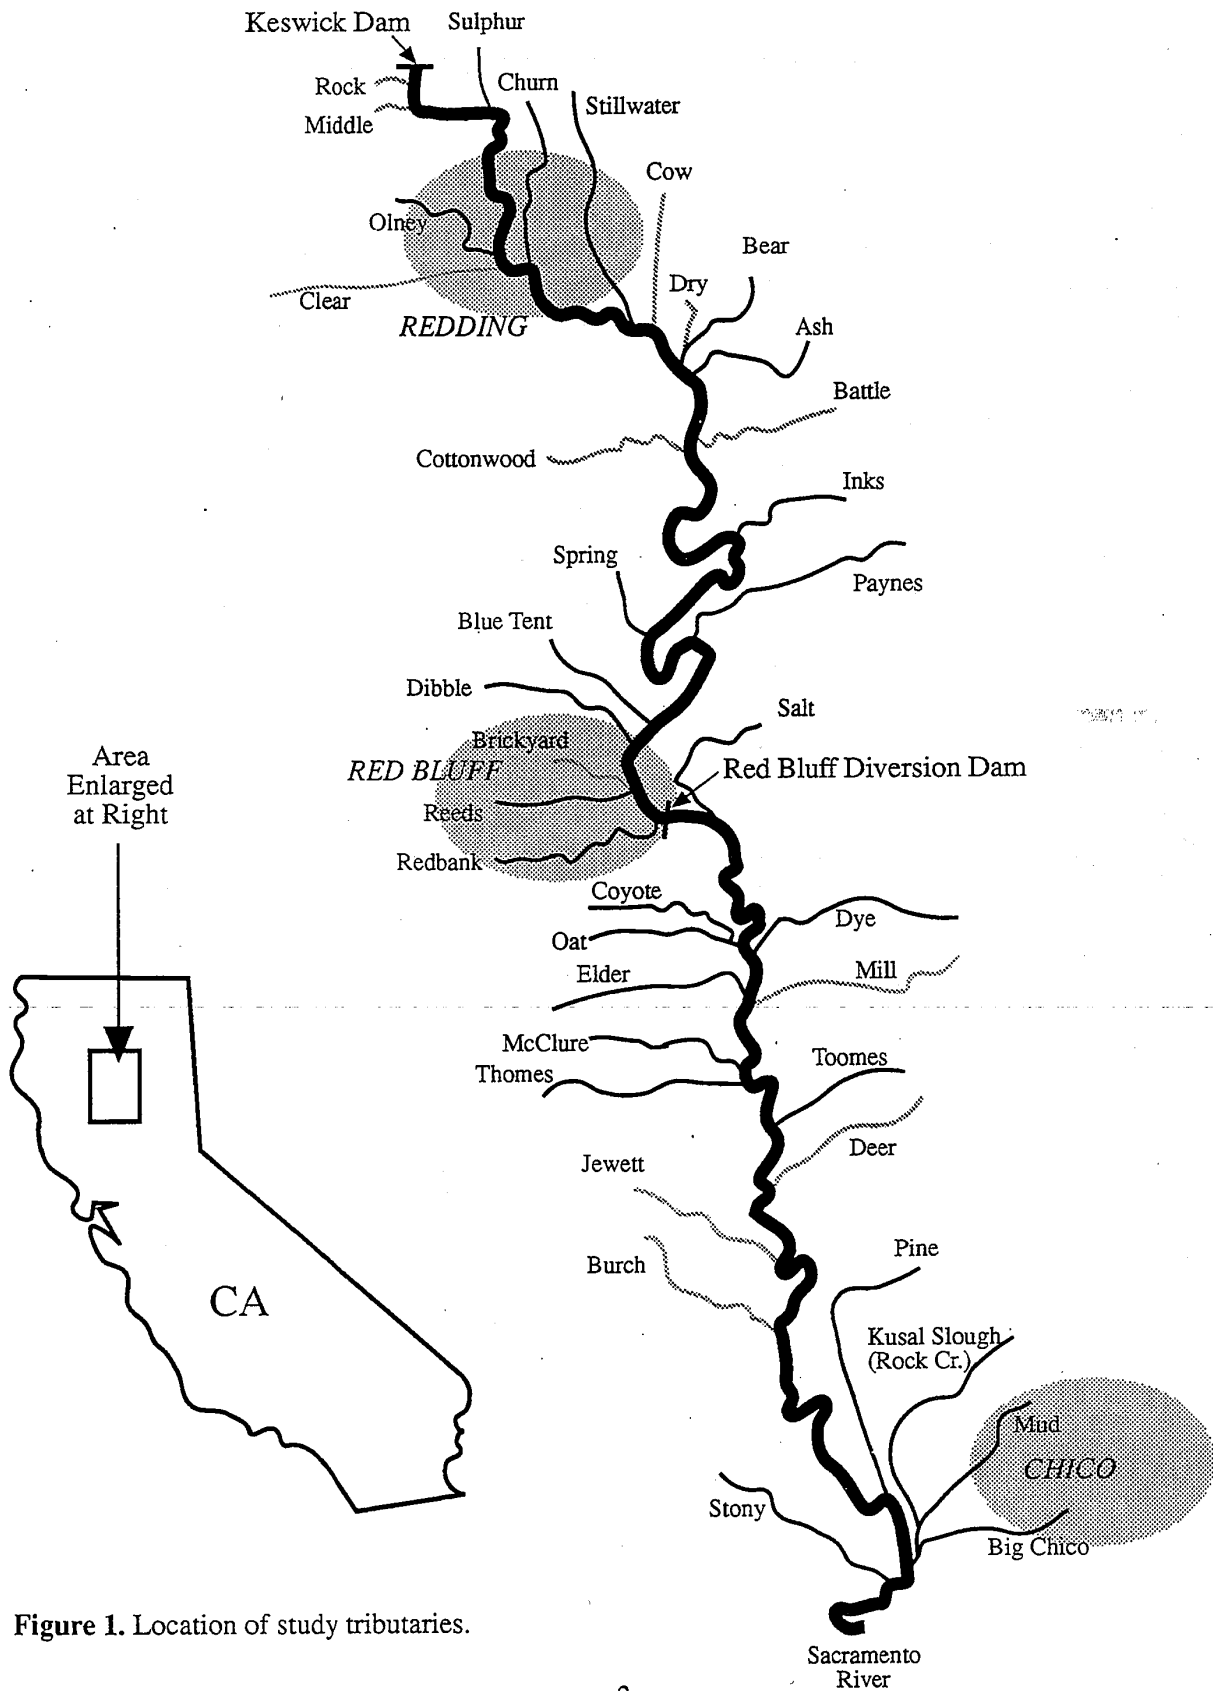 Keswick Dam
Sulphur
Rock
Churn
Stillwater
Middle
Cow
Olney
Bear
Dry
Clear
REDDING
Ash
Battle
Cottonwood
Inks
Spring
Paynes
Blue Tent
Dibble
Salt
Brickyard
RED BLUFF
Red Bluff Diversion Dam
Area
Enlarged
at Right
Reeds
Redbank
Coyote
Dye
Oat
Elder
Mill
McClure
Toomes
Thomes
Deer
Jewett
Pine
Burch
CA
Kusal Slough
(Rock Cr.)
Mud
CHICO
Stony
Big Chico
Figure 1. Location of study tributaries.
Sacramento
River